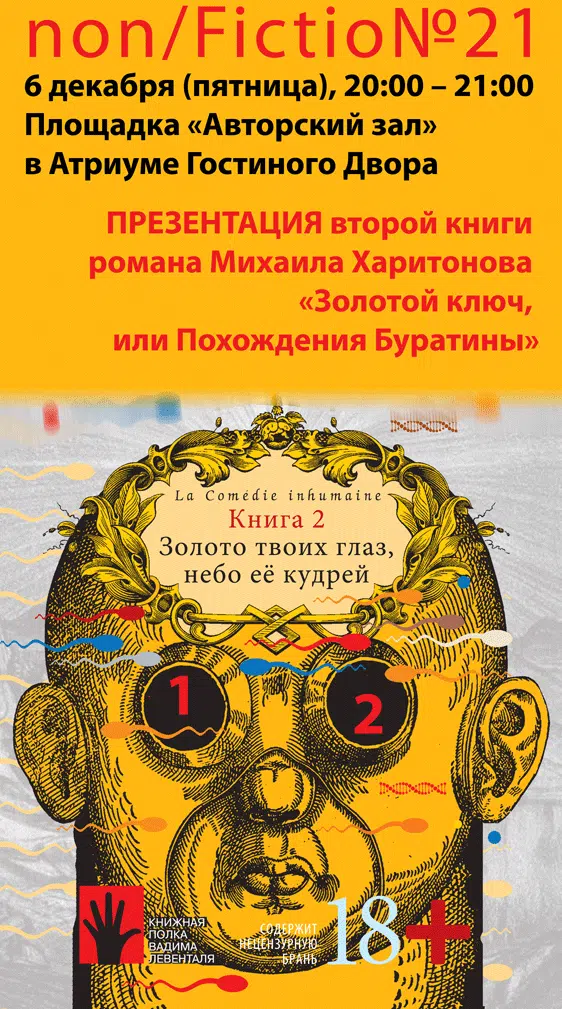 non/Fictio№21
6 декабря (пятница), 20:00 – 21:00
Площадка «Авторский зал»
в Атриуме Гостиного Двора
ПРЕЗЕНТАЦИЯ второй книги
романа Михаила Харитонова
«Золотой ключ,
или Похождения Буратины»
La Comédie inhumaine
Книга 2
Золото твоих глаз,
небо её кудрей
1
2
КНИЖНАЯ
ПОЛКА
ВАДИМА
ЛЕВЕНТАЛЯ
СОДЕРЖИТ
НЕЦЕНЗУРНУЮ
БРАНЬ
18+